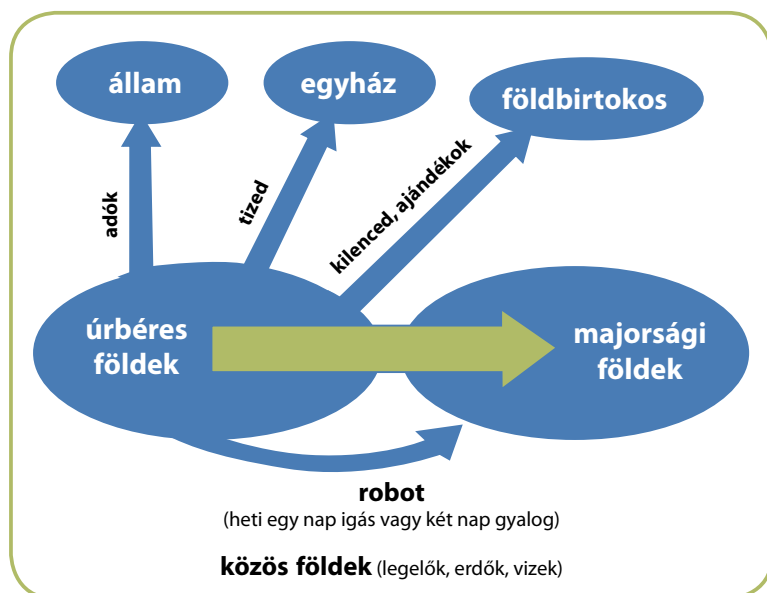 állam
egyház
földbirtokos
adók
tized
kilenced, ajándékok
úrbéres
földek
majorsági
földek
robot
(heti egy nap igás vagy két nap gyalog)
közös földek (legelők, erdők, vizek)